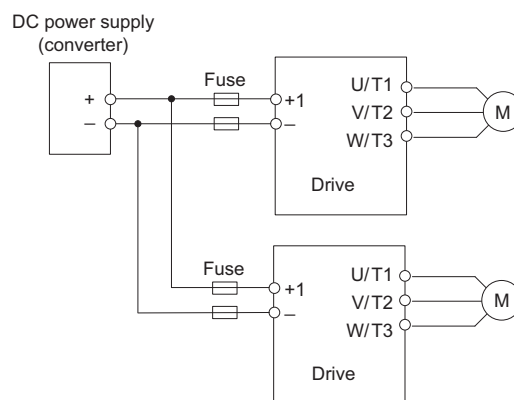 DC power supply
(converter)
Fuse
+
–
+1
–
U/T1
V/T2
W/T3
M
Drive
Fuse
+1
–
U/T1
V/T2
W/T3
M
Drive